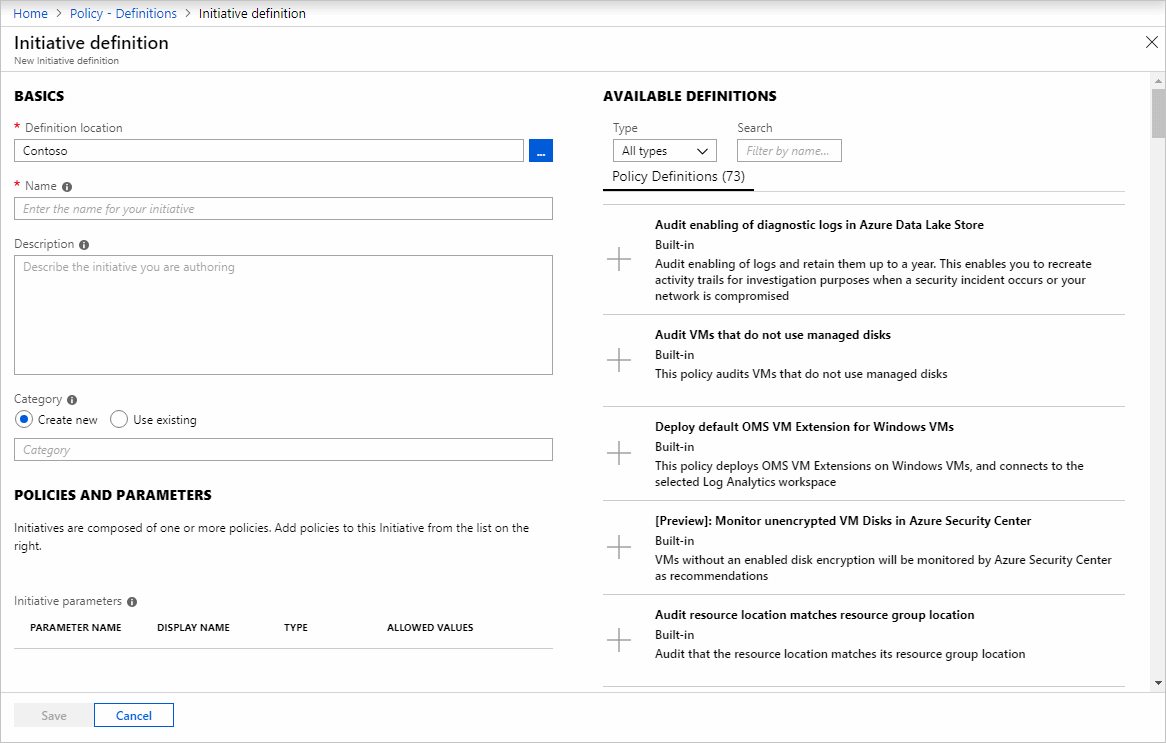 Home > Policy - Definitions > Initiative definition
Initiative definition
New Initiative definition
BASICS
* Definition location
Contoso
...
* Name
Enter the name for your initiative
Description
Describe the initiative you are authoring
Category
Create new
Use existing
Category
POLICIES AND PARAMETERS
Initiatives are composed of one or more policies. Add policies to this Initiative from the list on the
right.
Initiative parameters
PARAMETER NAME DISPLAY NAME TYPE ALLOWED VALUES
AVAILABLE DEFINITIONS
Type Search
All types Filter by name...
Policy Definitions (73)
Audit enabling of diagnostic logs in Azure Data Lake Store
Built-in
Audit enabling of logs and retain them up to a year. This enables you to recreate
activity trails for investigation purposes when a security incident occurs or your
network is compromised
Audit VMs that do not use managed disks
Built-in
This policy audits VMs that do not use managed disks
Deploy default OMS VM Extension for Windows VMs
Built-in
This policy deploys OMS VM Extensions on Windows VMs, and connects to the
selected Log Analytics workspace
[Preview]: Monitor unencrypted VM Disks in Azure Security Center
Built-in
VMs without an enabled disk encryption will be monitored by Azure Security Center
as recommendations
Audit resource location matches resource group location
Built-in
Audit that the resource location matches its resource group location
Save Cancel